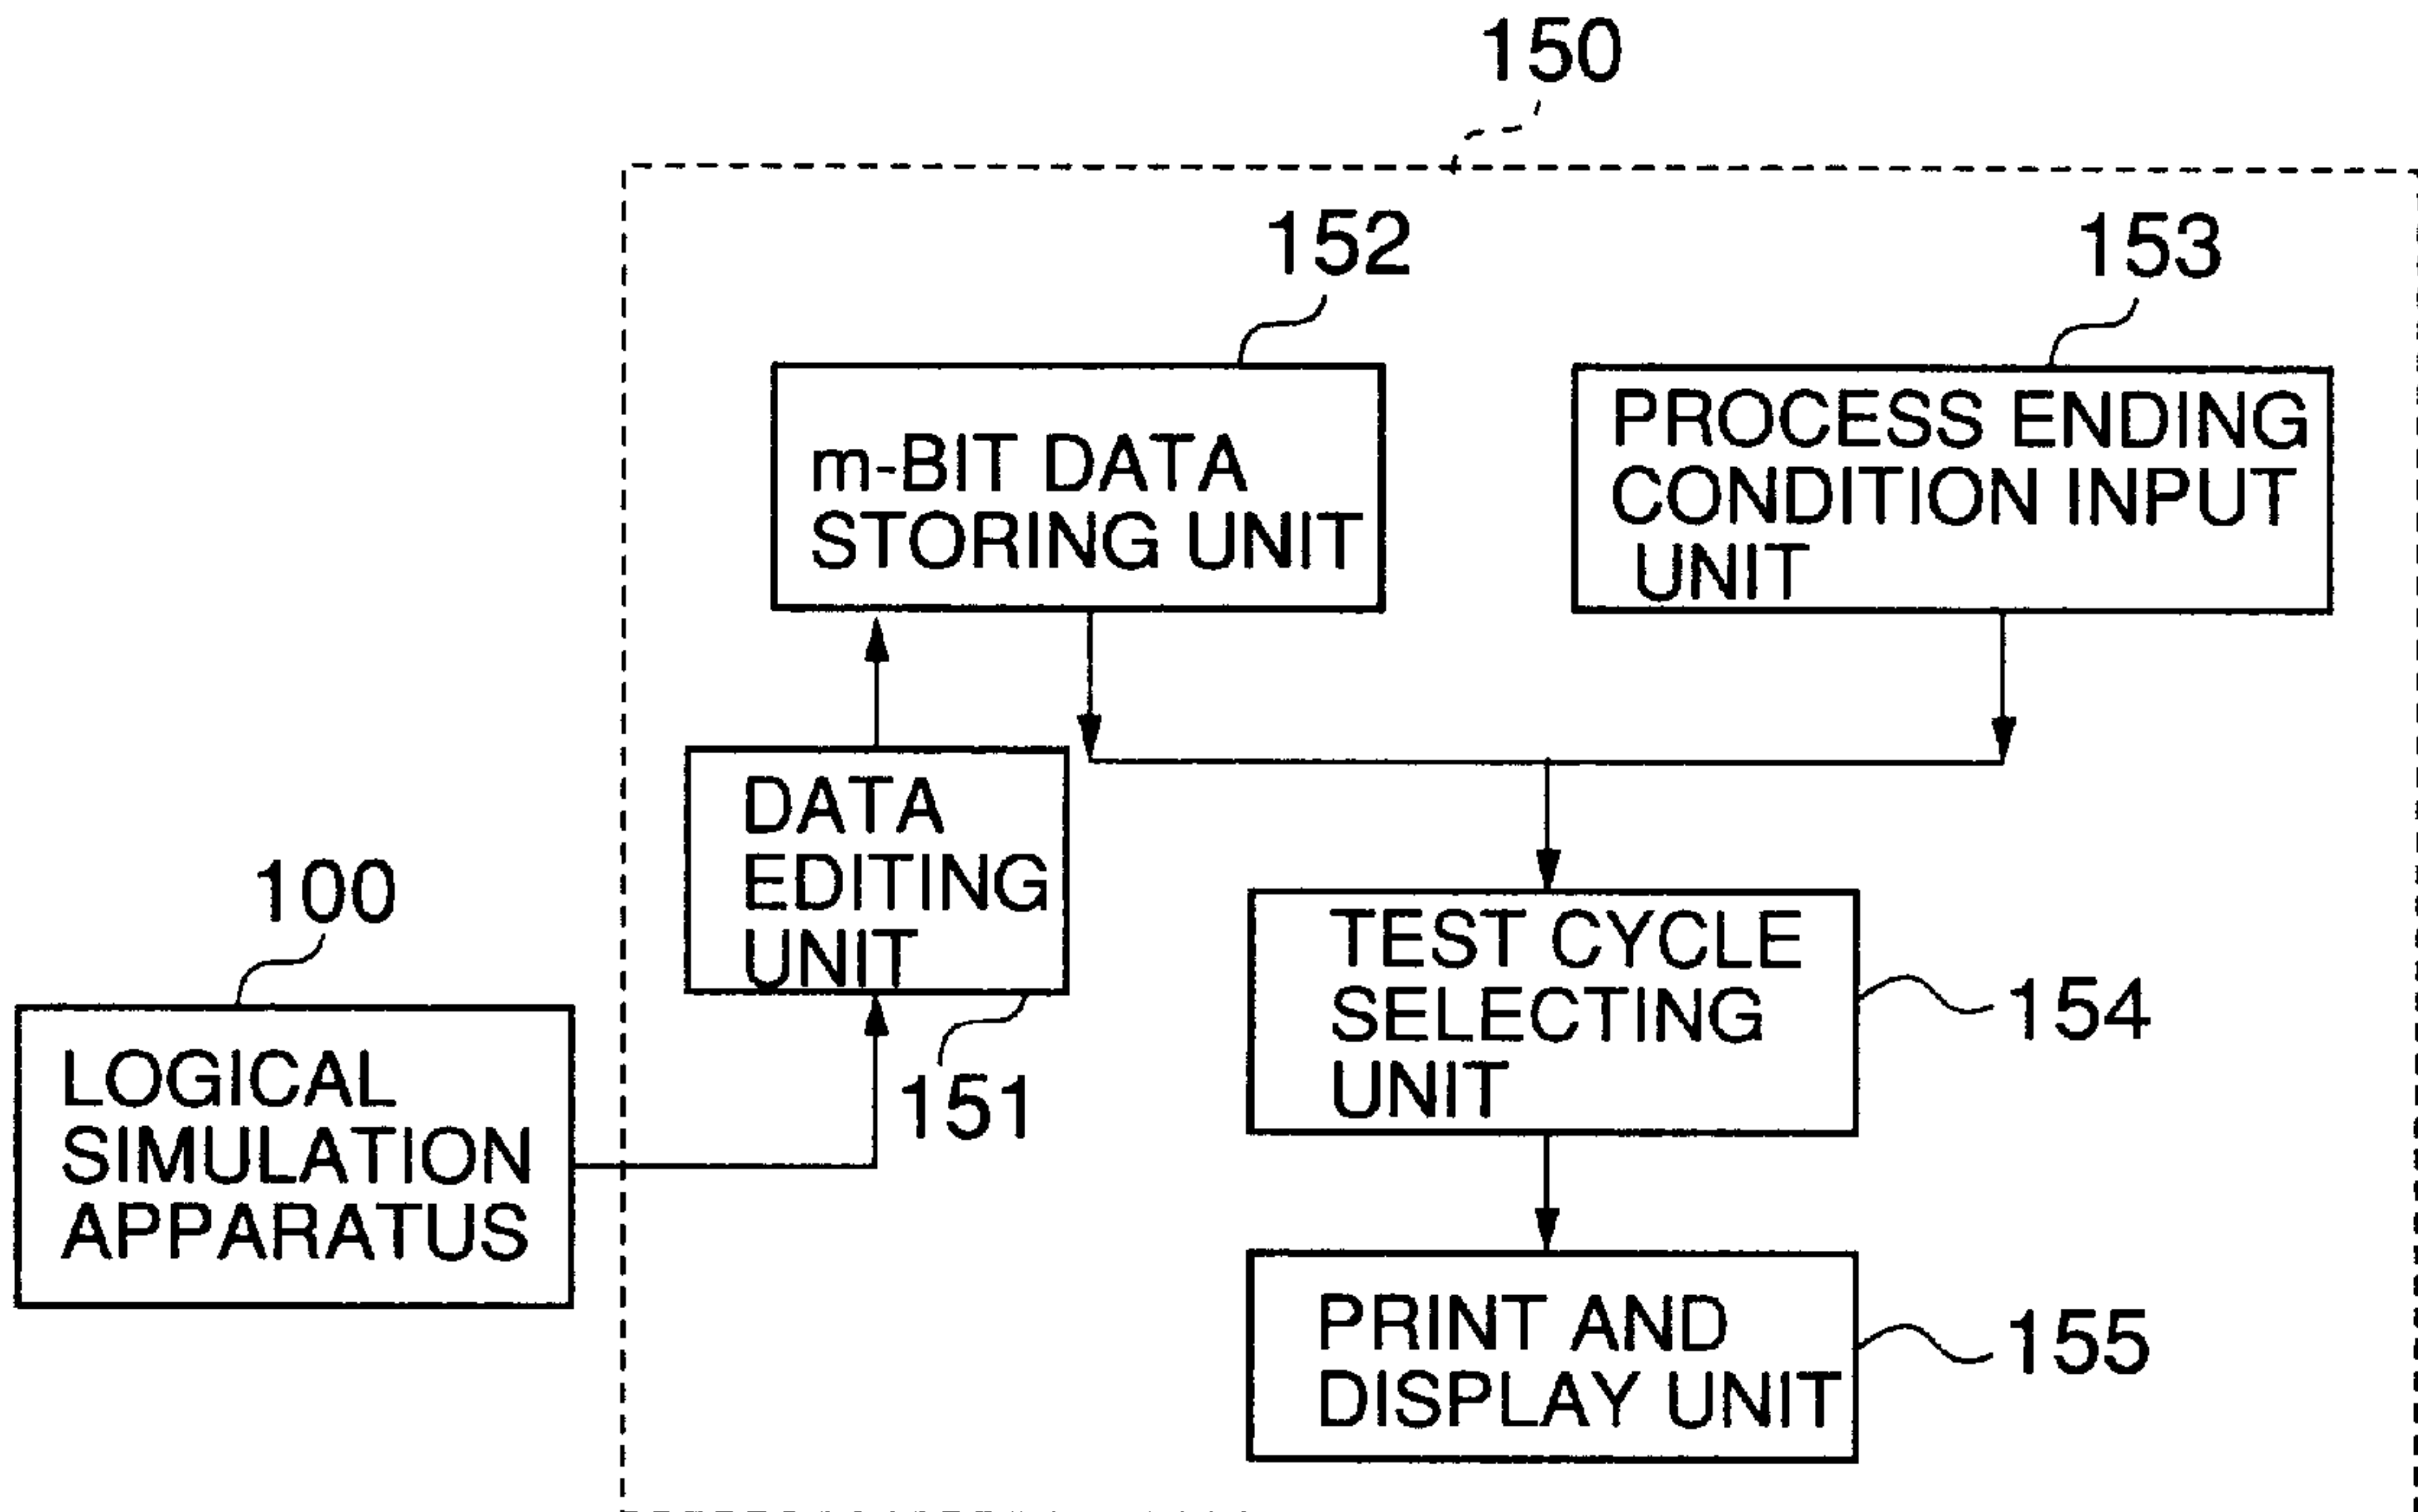 150
152
153
m-BIT DATA
STORING UNIT
PROCESS ENDING
CONDITION INPUT
UNIT
DATA
EDITING
UNIT
151
100
LOGICAL
SIMULATION
APPARATUS
TEST CYCLE
SELECTING
UNIT
154
PRINT AND
DISPLAY UNIT
155